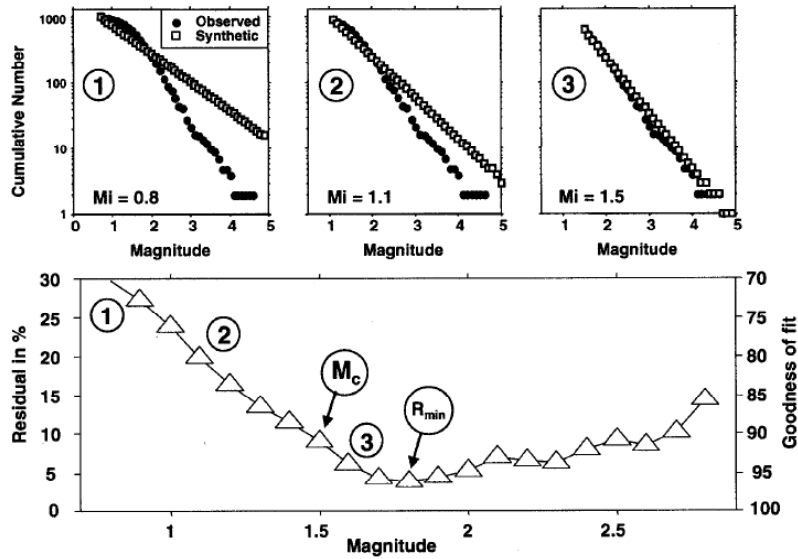 Cumulative Number
1000
100
10
1
● Observed
□ Synthetic
①
Mi = 0.8
0 1 2 3 4 5
Magnitude
②
Mi = 1.1
1 2 3 4 5
Magnitude
③
Mi = 1.5
1 2 3 4 5
Magnitude
Residual in %
30
25
20
15
10
5
0
①
②
Mc
③
Rmin
70
75
80
85
90
95
100
Goodness of fit
1 1.5 2 2.5
Magnitude